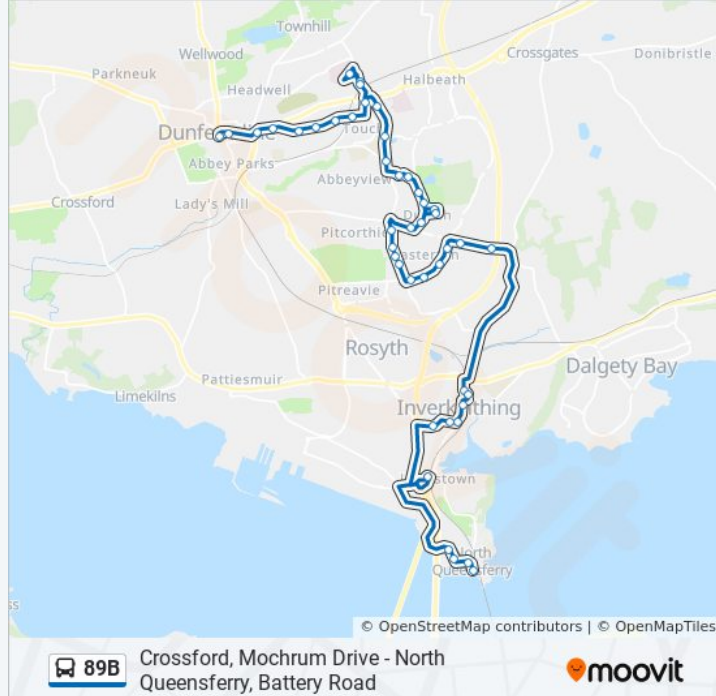 Townhill
Wellwood
Crossgates
Donibristle
Parkneuk
Halbeath
Headwell
Touch
Abbey Parks
Abbeyview
Crossford
Lady's Mill
Pitcorthie
Pitreavie
Rosyth
Dalgety Bay
Pattiesmuir
Limekilns
North
Queensferry
© OpenStreetMap contributors | © OpenMapTiles
89B
Crossford, Mochrum Drive - North
Queensferry, Battery Road
moovit